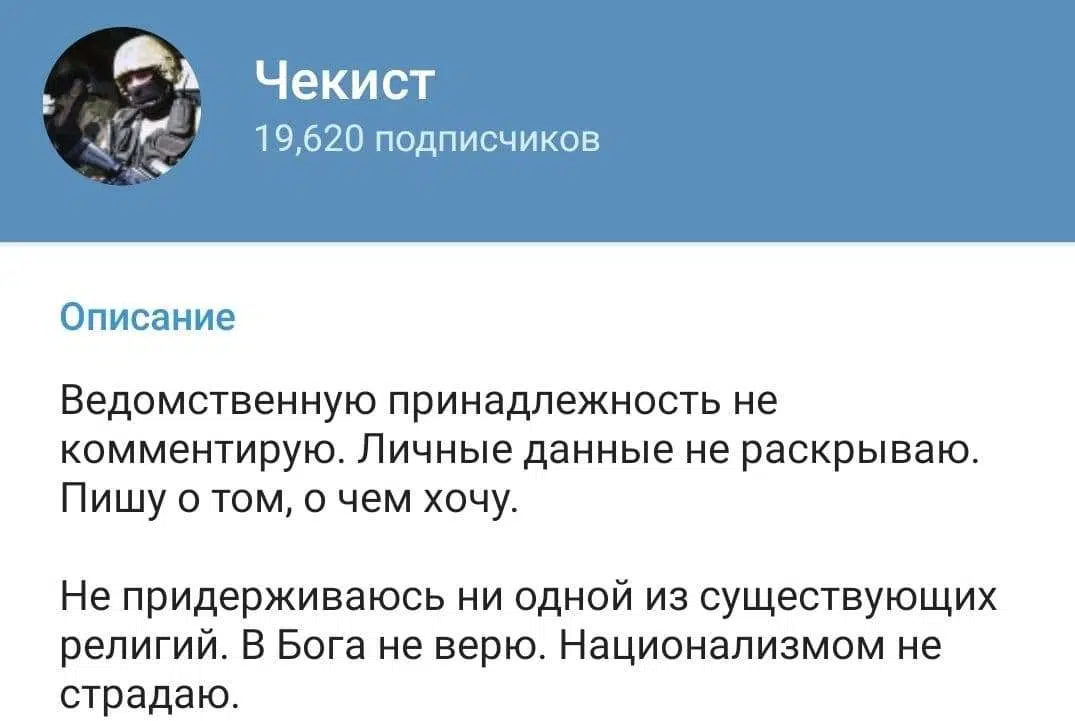 Чекист
19,620 подписчиков
Описание
Ведомственную принадлежность не
комментирую. Личные данные не раскрываю.
Пишу о том, о чем хочу.
Не придерживаюсь ни одной из существующих
религий. В Бога не верю. Национализмом не
страдаю.